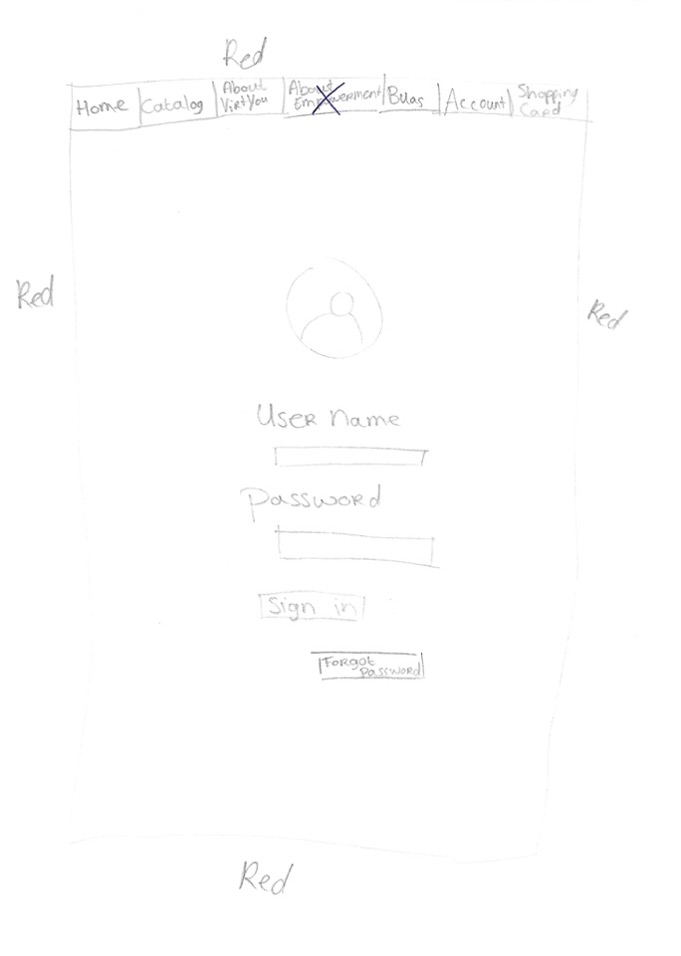 Red
Home
Catalog
About
VirtYou
About
Empowerment
Account
Shopping
Card
Red
Red
User name
Password
Sign in
Forgot
Password
Red